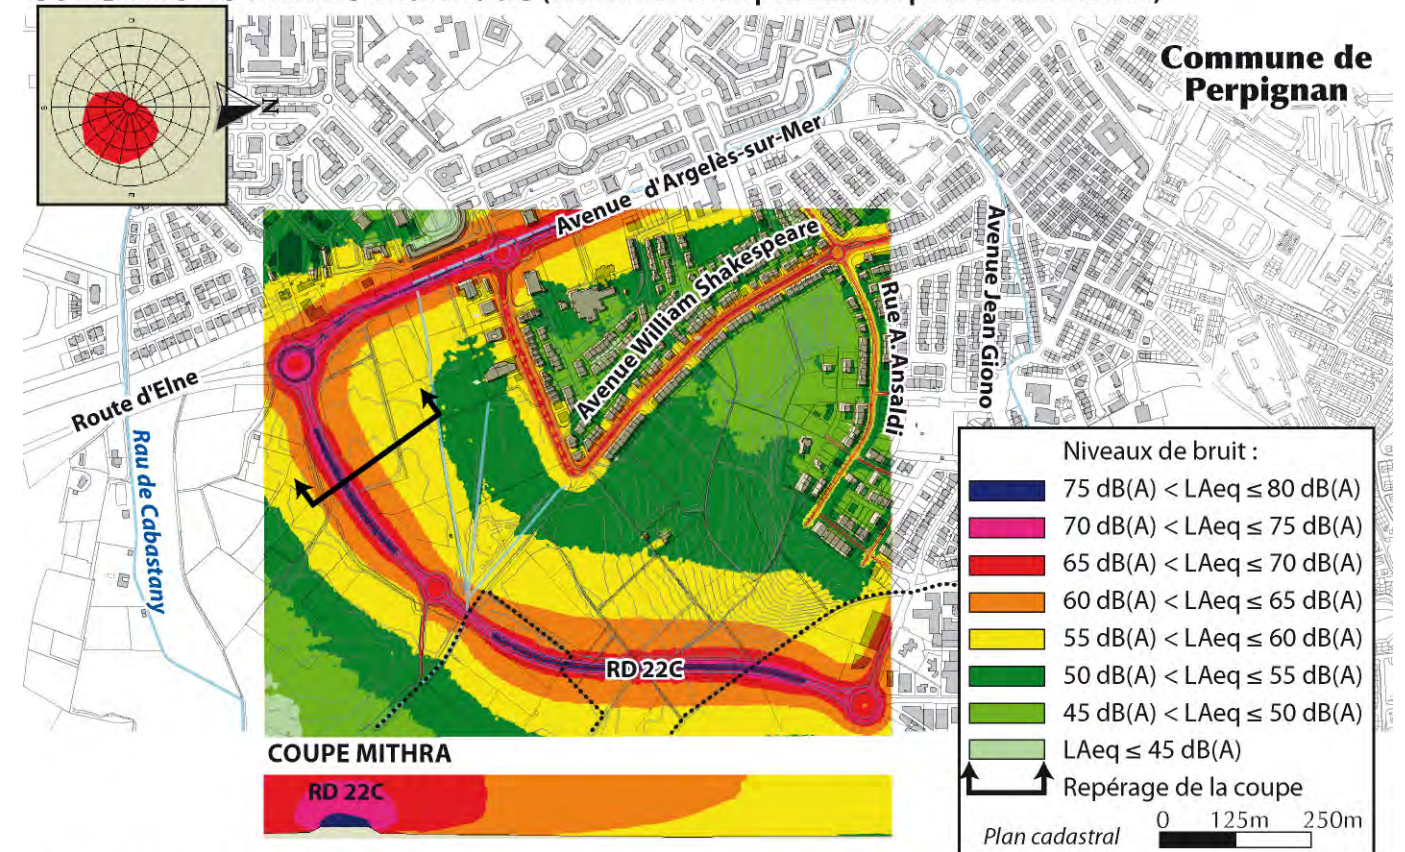 Commune de
Perpignan
N
Avenue d'Argelès-sur-Mer
Avenue William Shakespeare
Avenue Jean Giono
Rue A. Ansaldi
Route d'Elne
Rau de Cabastany
RD 22C
Niveaux de bruit :
75 dB(A) < LAeq ≤ 80 dB(A)
70 dB(A) < LAeq ≤ 75 dB(A)
65 dB(A) < LAeq ≤ 70 dB(A)
60 dB(A) < LAeq ≤ 65 dB(A)
55 dB(A) < LAeq ≤ 60 dB(A)
50 dB(A) < LAeq ≤ 55 dB(A)
45 dB(A) < LAeq ≤ 50 dB(A)
LAeq ≤ 45 dB(A)
Repérage de la coupe
Plan cadastral
0 125m 250m
COUPE MITHRA
RD 22C